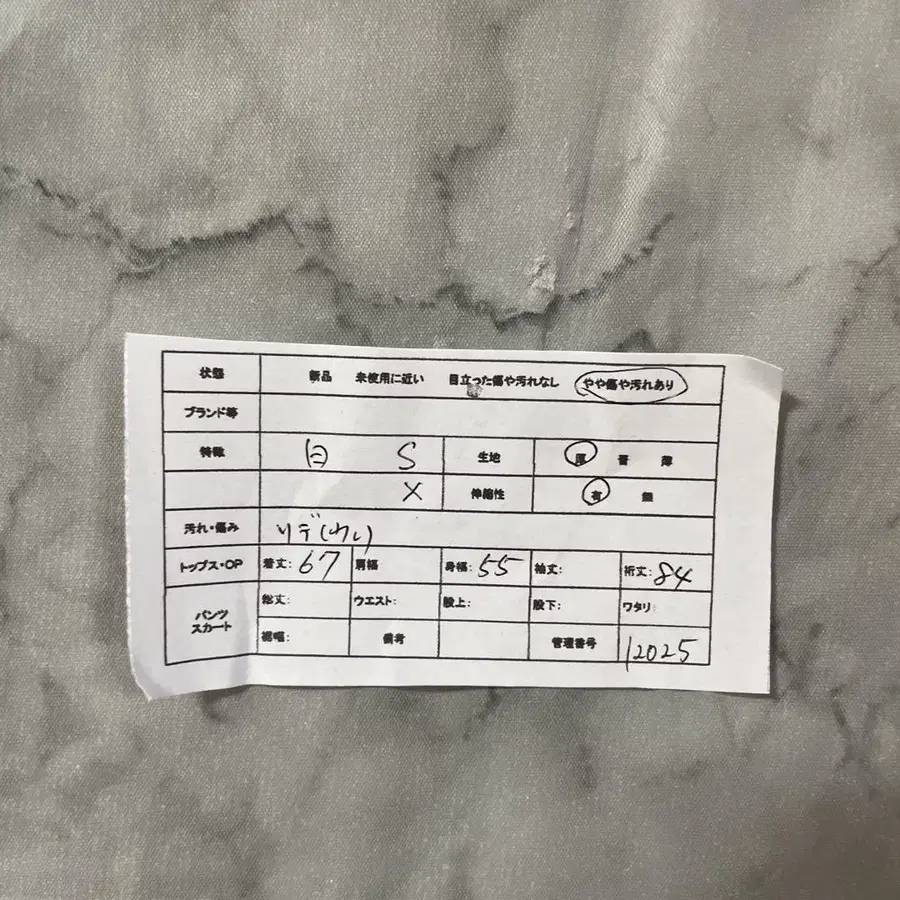 状態 新品 未使用に近い 目立った傷や汚れなし やや傷や汚れあり
ブランド等
特徴 白 S 生地 厚 普 薄
X 伸縮性 有 無
汚れ・傷み ソデ(わい)
トップス・OP 着丈:67 肩幅 身幅:55 袖丈: 裄丈:84
パンツ スカート 総丈: ウエスト: 股上: 股下: ワタリ:
裾幅: 備考 管理番号 12025